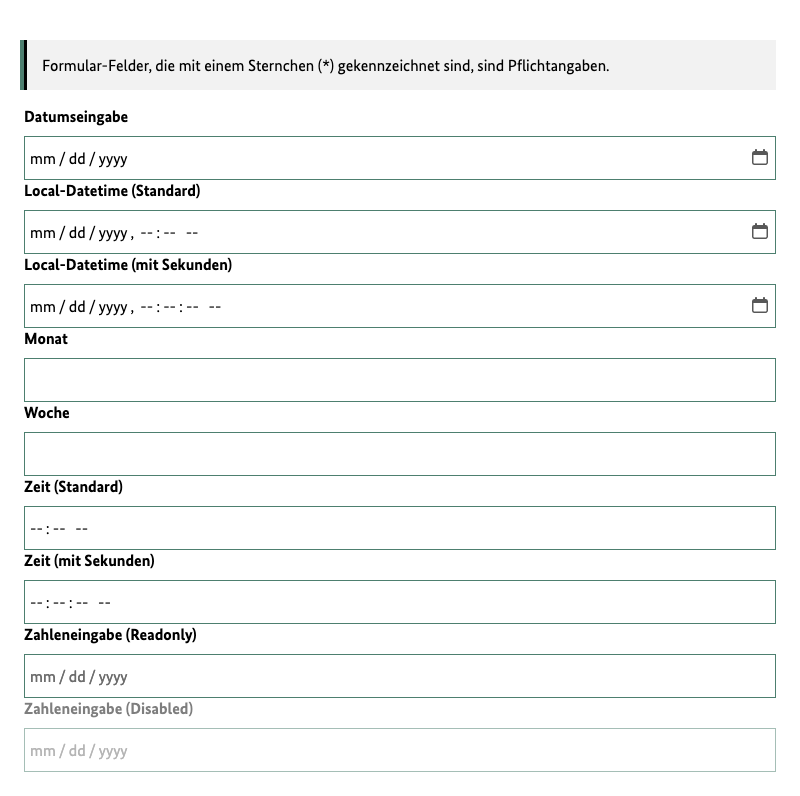 Formular-Felder, die mit einem Sternchen (*) gekennzeichnet sind, sind Pflichtangaben.
Datumseingabe
mm / dd / yyyy
Local-Datetime (Standard)
mm / dd / yyyy , -- : -- --
Local-Datetime (mit Sekunden)
mm / dd / yyyy , -- : -- : -- --
Monat
Woche
Zeit (Standard)
-- : -- --
Zeit (mit Sekunden)
-- : -- : -- --
Zahleneingabe (Readonly)
mm / dd / yyyy
Zahleneingabe (Disabled)
mm / dd / yyyy